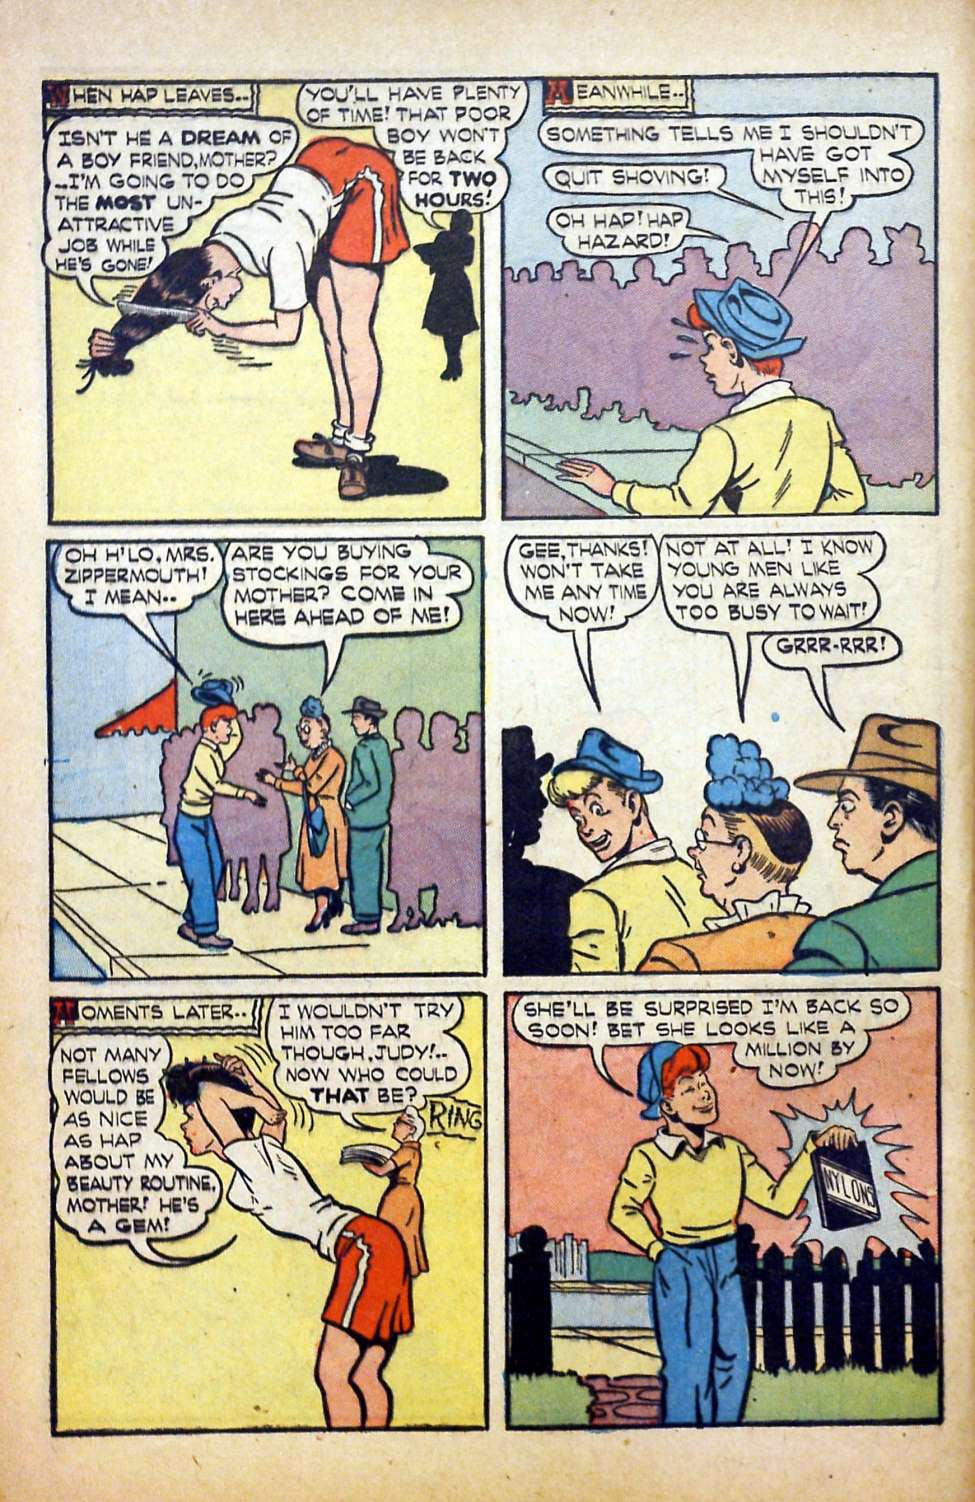 WHEN HAP LEAVES..
ISN'T HE A DREAM OF
A BOY FRIEND, MOTHER?
..I'M GOING TO DO
THE MOST UN-
ATTRACTIVE
JOB WHILE
HE'S GONE!
YOU'LL HAVE PLENTY
OF TIME! THAT POOR
BOY WON'T
BE BACK
FOR TWO
HOURS!
MEANWHILE..
SOMETHING TELLS ME I SHOULDN'T
HAVE GOT
MYSELF INTO
THIS!
QUIT SHOVING!
OH HAP! HAP
HAZARD!
OH H'LO, MRS.
ZIPPERMOUTH!
I MEAN..
ARE YOU BUYING
STOCKINGS FOR YOUR
MOTHER? COME IN
HERE AHEAD OF ME!
GEE, THANKS!
WON'T TAKE
ME ANY TIME
NOW!
NOT AT ALL! I KNOW
YOUNG MEN LIKE
YOU ARE ALWAYS
TOO BUSY TO WAIT!
GRRR-RRR!
MOMENTS LATER..
NOT MANY
FELLOWS
WOULD BE
AS NICE
AS HAP
ABOUT MY
BEAUTY ROUTINE,
MOTHER! HE'S
A GEM!
I WOULDN'T TRY
HIM TOO FAR
THOUGH, JUDY!..
NOW WHO COULD
THAT BE?
RING
SHE'LL BE SURPRISED I'M BACK SO
SOON! BET SHE LOOKS LIKE A
MILLION BY
NOW!
NYLONS